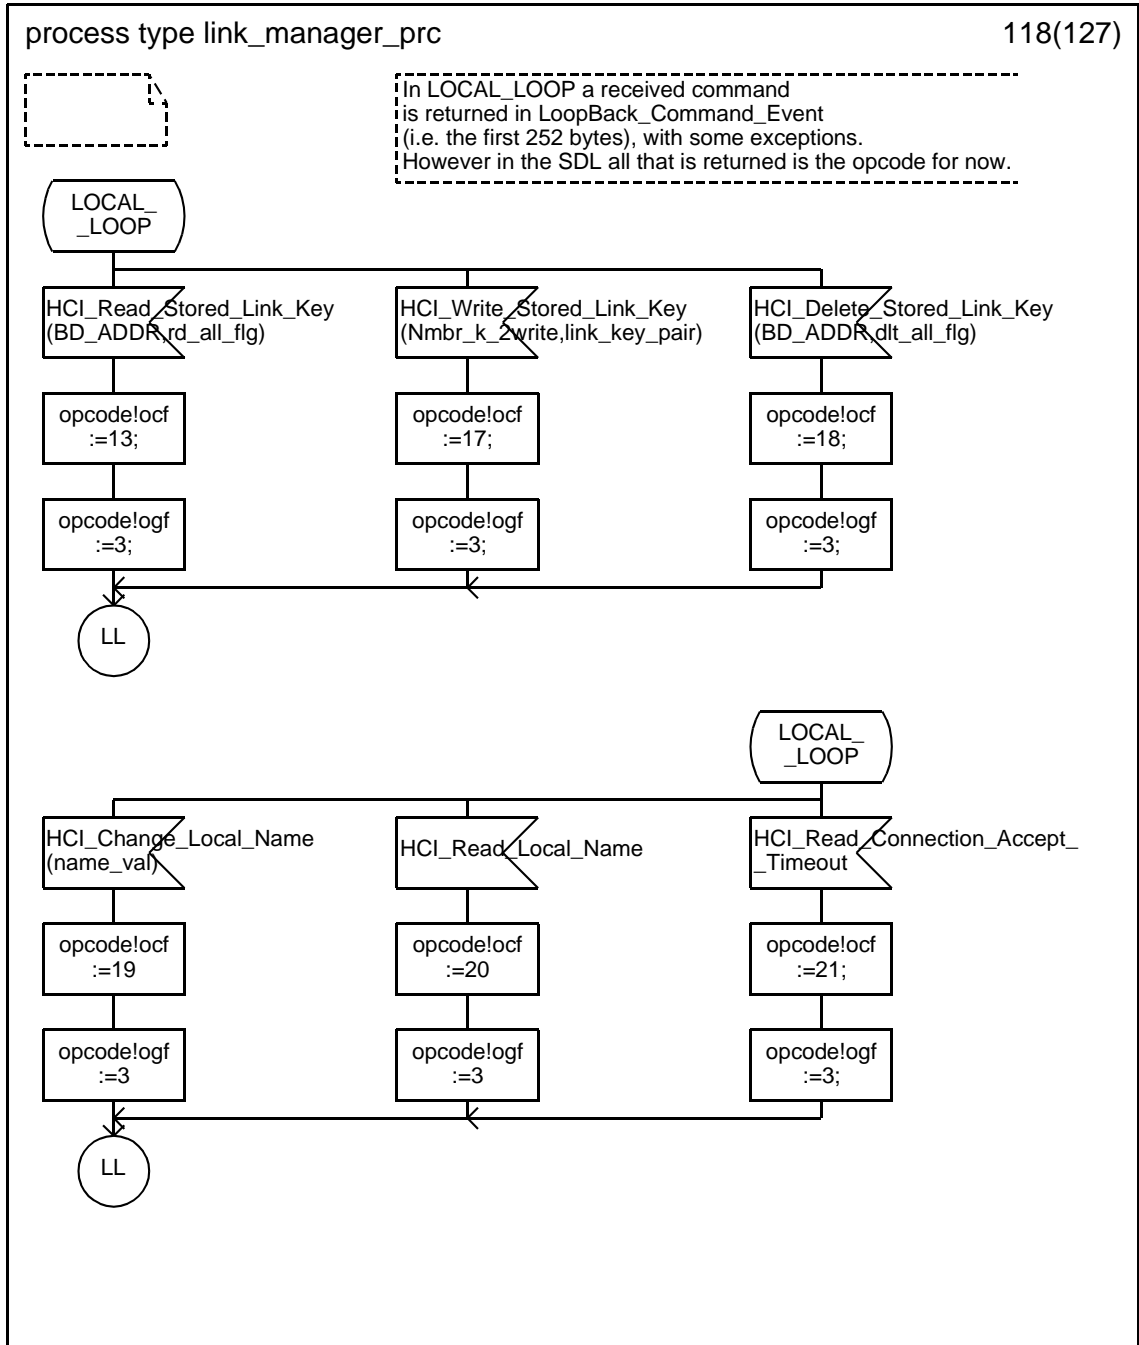 process type link_manager_prc
118(127)
In LOCAL_LOOP a received command
is returned in LoopBack_Command_Event
(i.e. the first 252 bytes), with some exceptions.
However in the SDL all that is returned is the opcode for now.
LOCAL_
_LOOP
HCI_Read_Stored_Link_Key
(BD_ADDR,rd_all_flg)
HCI_Write_Stored_Link_Key
(Nmbr_k_2write,link_key_pair)
HCI_Delete_Stored_Link_Key
(BD_ADDR,dlt_all_flg)
opcode!ocf
:=13;
opcode!ocf
:=17;
opcode!ocf
:=18;
opcode!ogf
:=3;
opcode!ogf
:=3;
opcode!ogf
:=3;
LL
LOCAL_
_LOOP
HCI_Change_Local_Name
(name_val)
HCI_Read_Local_Name
HCI_Read_Connection_Accept_
_Timeout
opcode!ocf
:=19
opcode!ocf
:=20
opcode!ocf
:=21;
opcode!ogf
:=3
opcode!ogf
:=3
opcode!ogf
:=3;
LL